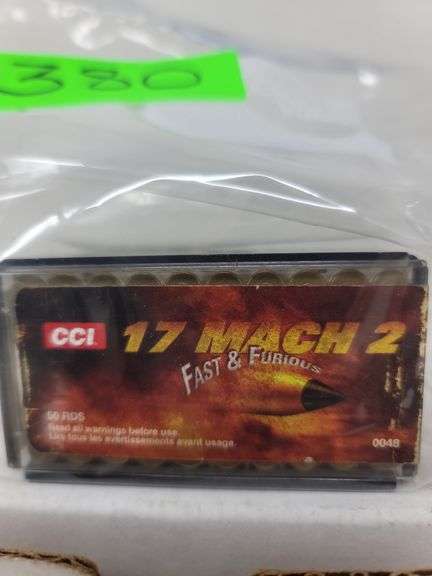 380
CCI.
17 MACH 2
FAST & FURIOUS
50 RDS
Read all warnings before use.
Lire tous les avertissements avant usage.
0048